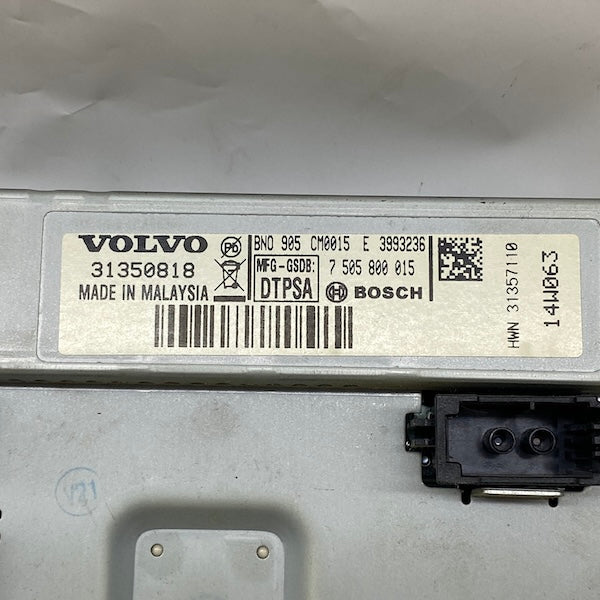 VOLVO
31350818
MADE IN MALAYSIA
Pb
BNO 905 CM0015 E 3993236
MFG-GSDB:
DTPSA
7 505 800 015
BOSCH
HWN 31357110
14W063